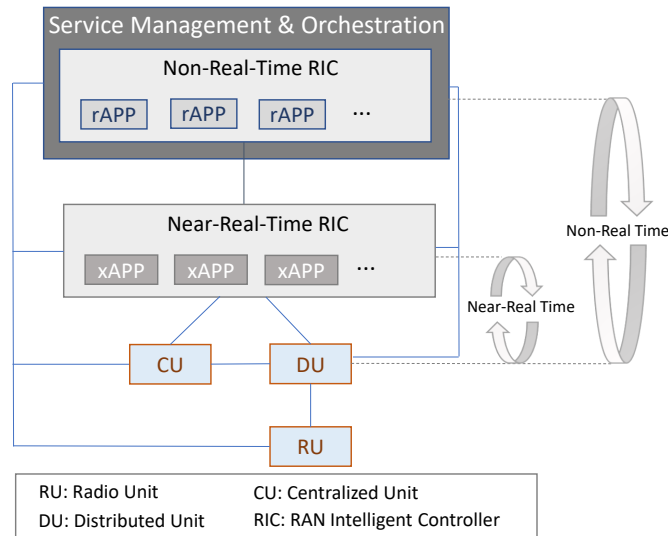 Service Management & Orchestration
Non-Real-Time RIC
rAPP rAPP rAPP ...
Near-Real-Time RIC
xAPP xAPP xAPP ...
Non-Real Time
Near-Real Time
CU DU
RU
RU: Radio Unit CU: Centralized Unit
DU: Distributed Unit RIC: RAN Intelligent Controller